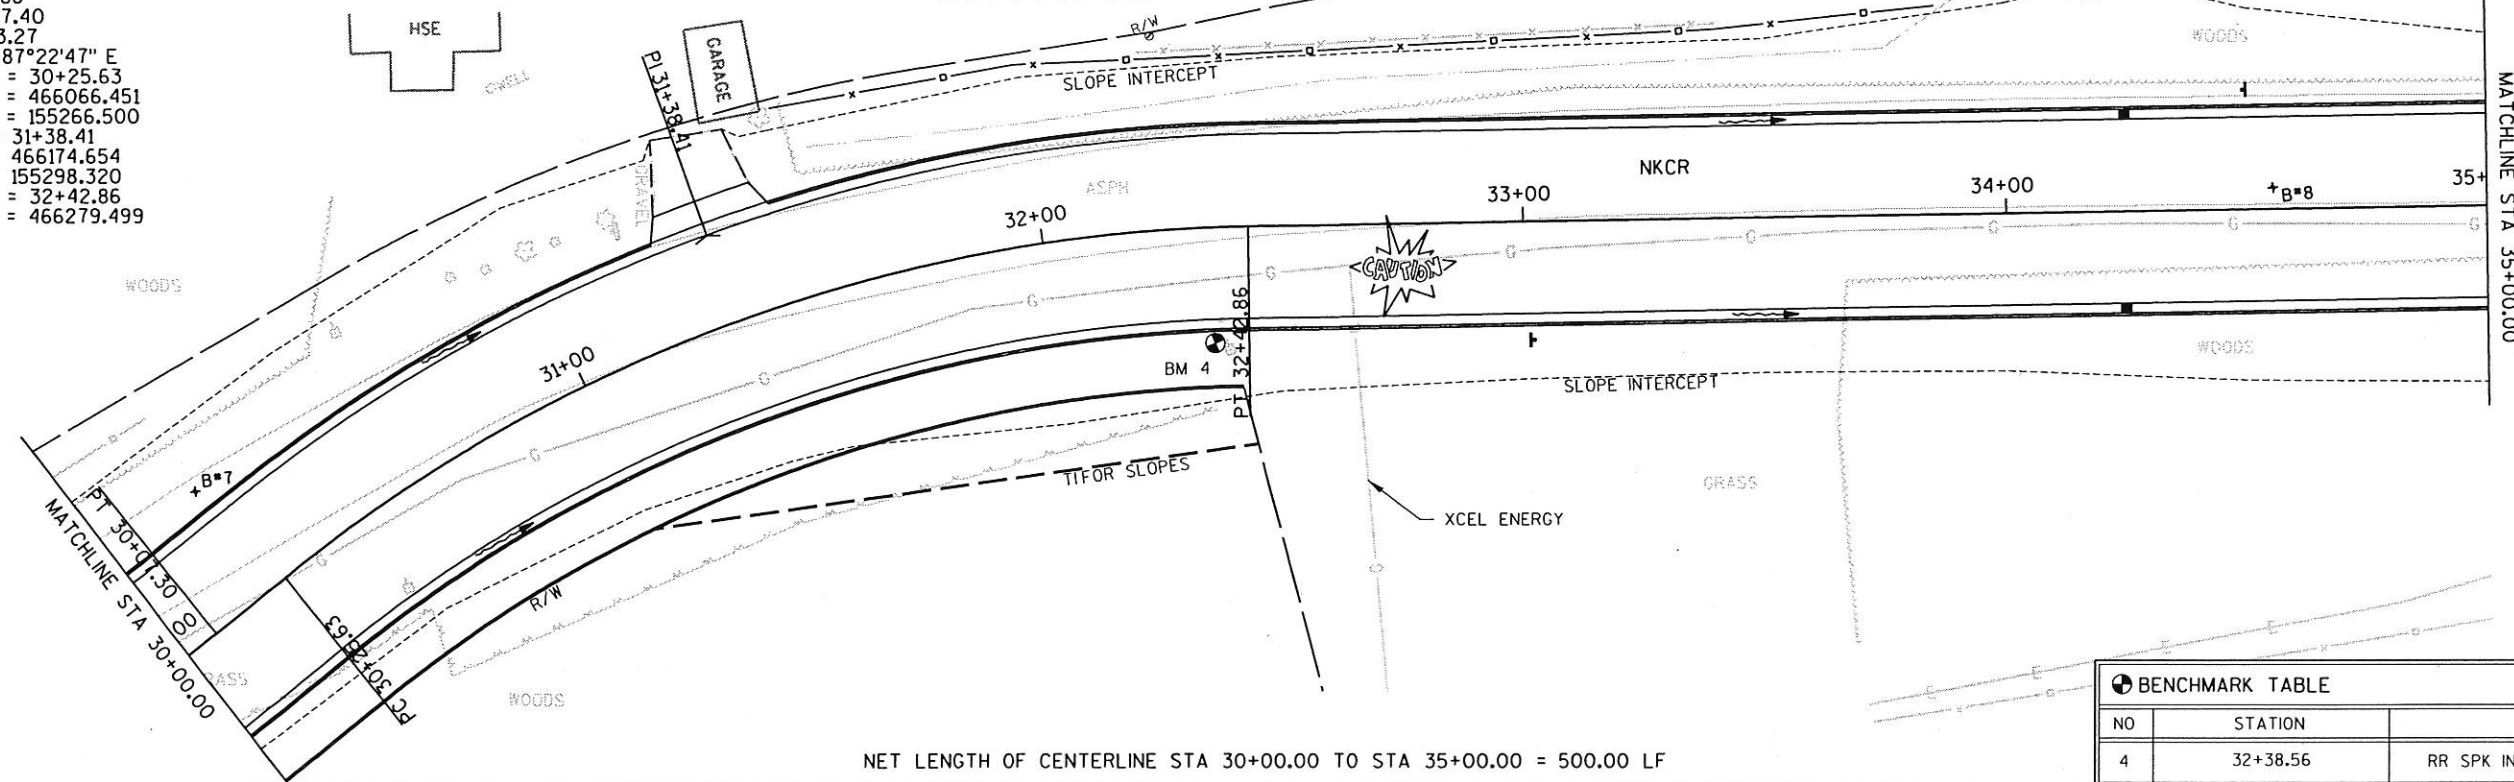 7.40
3.27
87°22'47" E
= 30+25.63
= 466066.451
= 155266.500
31+38.41
466174.654
155298.320
= 32+42.86
= 466279.499
HSE
WELL
PI 31+38.41
GARAGE
R/W
SLOPE INTERCEPT
WOODS
MATCHLINE STA 35+00.00
GRAVEL
ASPH
NKCR
32+00
33+00
34+00
+B#8
35+
G
G
G
G
G
G
G
G
CAUTION
WOODS
31+00
G
G
BM 4
PT 32+42.86
SLOPE INTERCEPT
WOODS
+B#7
G
G
TIFOR SLOPES
GRASS
XCEL ENERGY
PT 30+07.30
MATCHLINE STA 30+00.00
R/W
PC 30+25.63
RASS
WOODS
E
E
E
E
NET LENGTH OF CENTERLINE STA 30+00.00 TO STA 35+00.00 = 500.00 LF
BENCHMARK TABLE
NO STATION
4 32+38.56 RR SPK IN